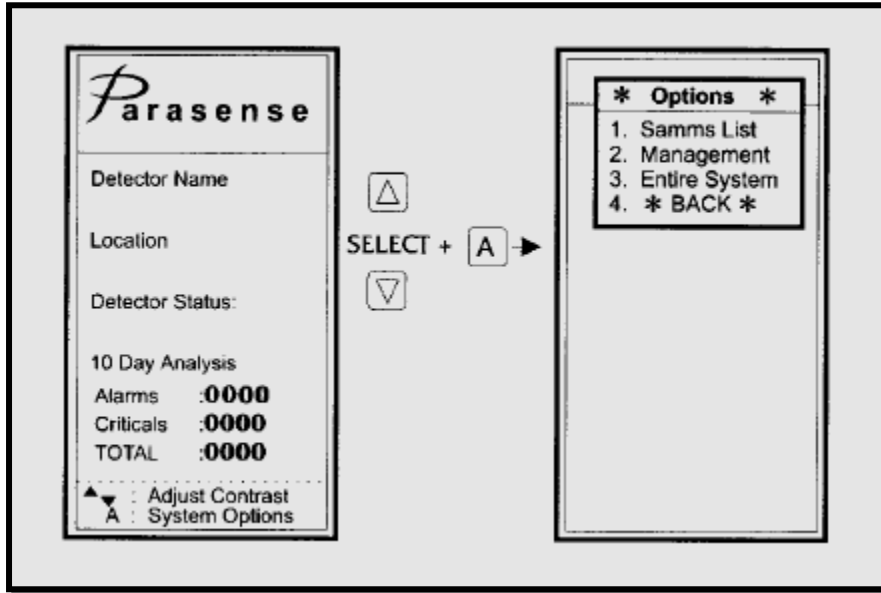 Parasense
Detector Name
Location
Detector Status:
10 Day Analysis
Alarms :0000
Criticals :0000
TOTAL :0000
▲▼ : Adjust Contrast
A : System Options
△
SELECT + A
▽
* Options *
1. Samms List
2. Management
3. Entire System
4. * BACK *